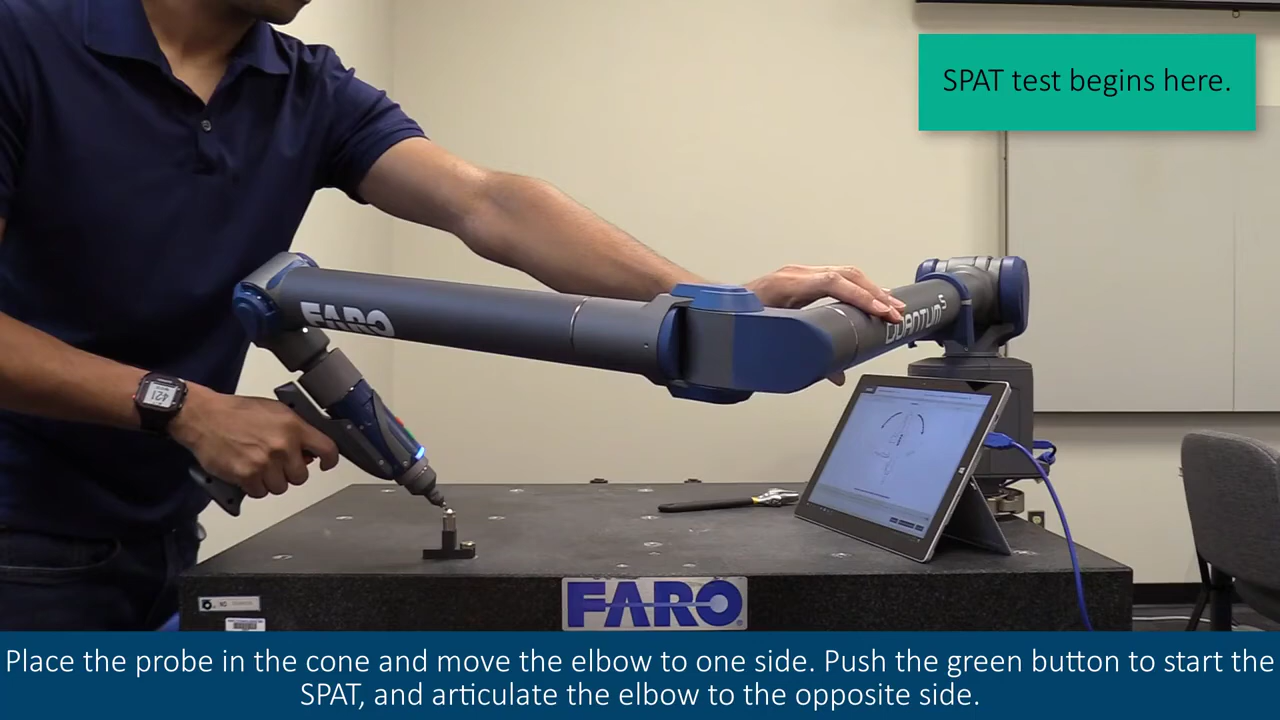 SPAT test begins here.
FARO
QUANTUM S
421
FARO
Place the probe in the cone and move the elbow to one side. Push the green button to start the
SPAT, and articulate the elbow to the opposite side.